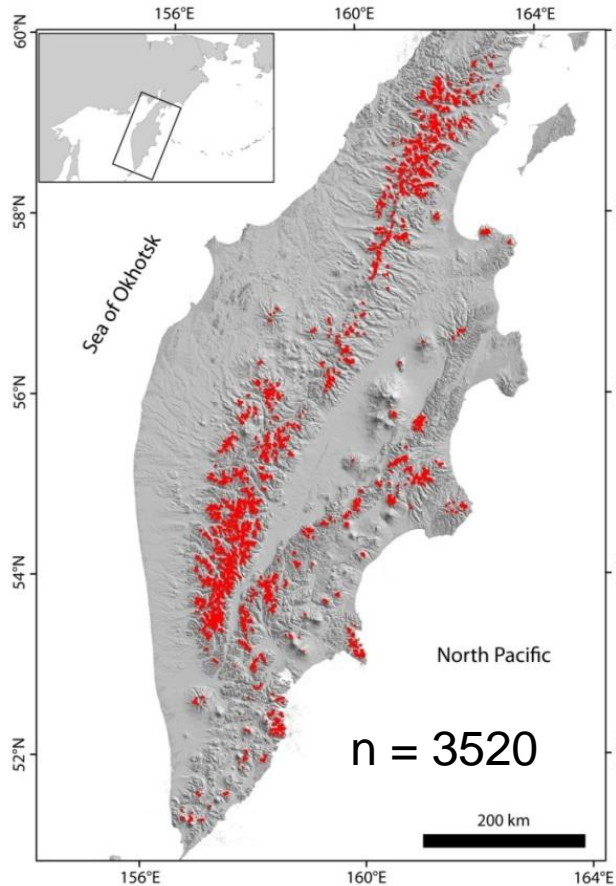 156°E 160°E 164°E
60°N
58°N
Sea of Okhotsk
56°N
54°N
North Pacific
52°N
n = 3520
200 km
156°E 160°E 164°E